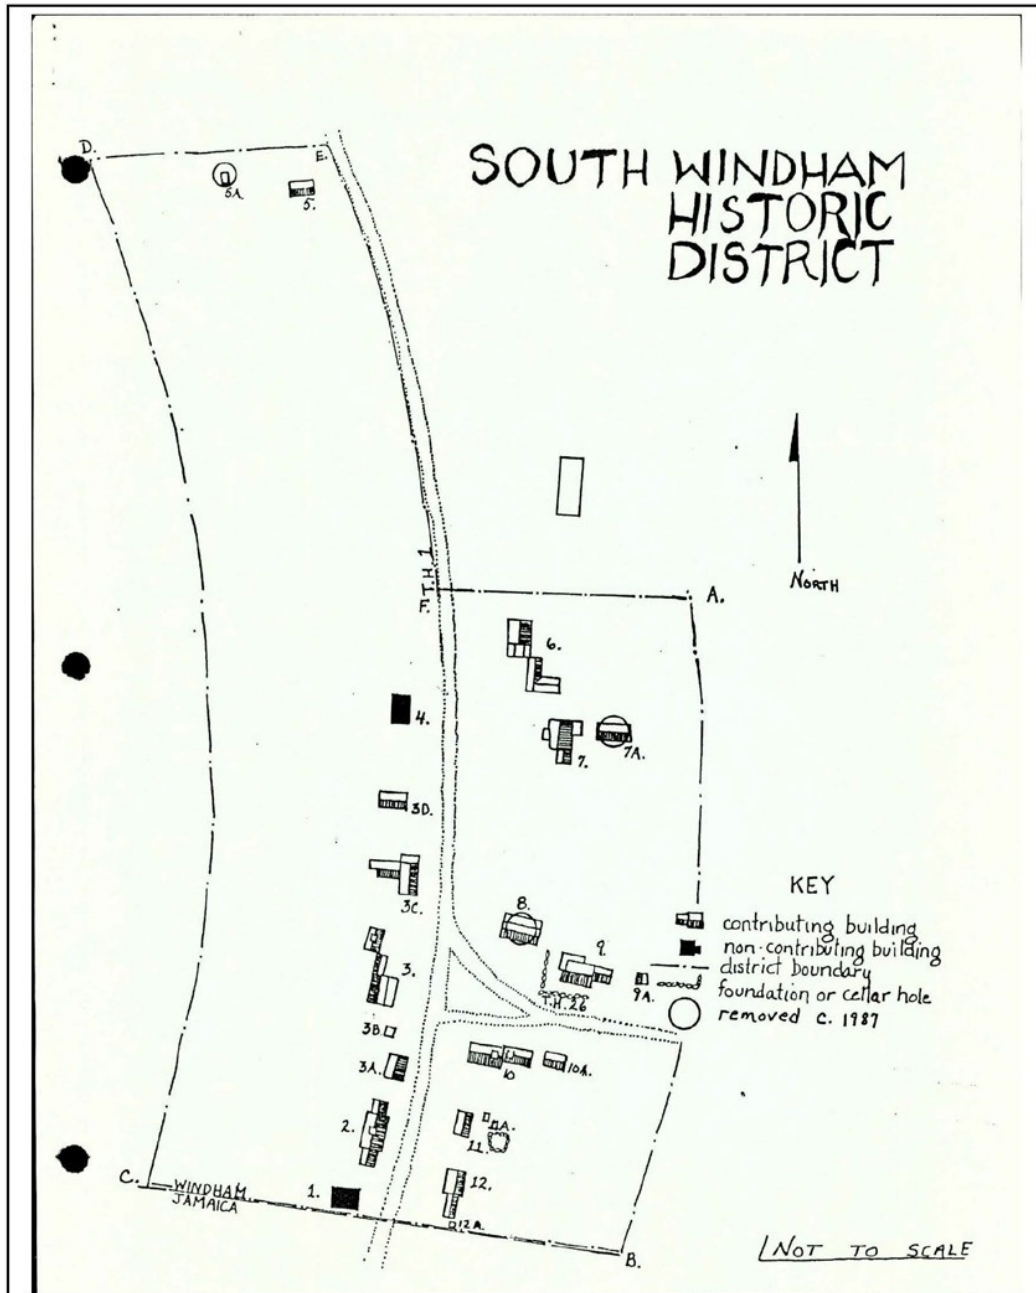 SOUTH WINDHAM
HISTORIC
DISTRICT
D.
E.
5A
5.
NORTH
T.H. 1
F.
A.
6.
4.
7.
7A.
3D.
3C.
8.
9.
9A.
T.H. 26
3.
3B
3A.
10
10A.
2.
11.
11A.
12.
12A.
1.
C.
WINDHAM
JAMAICA
B.
KEY
contributing building
non-contributing building
district boundary
foundation or cellar hole
removed c. 1987
NOT TO SCALE